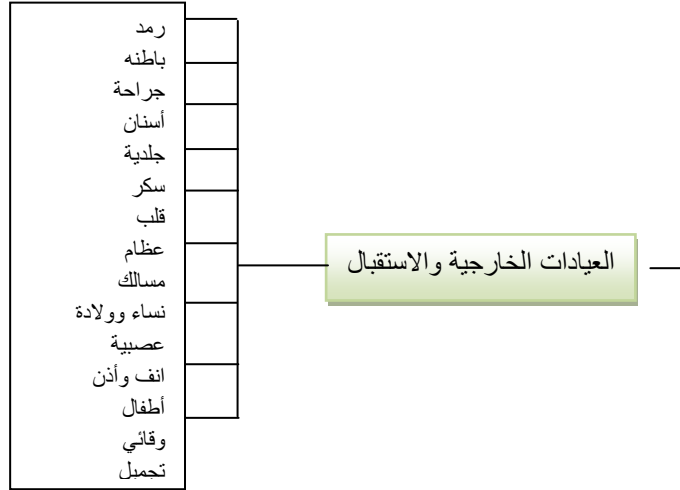 رمد
باطنه
جراحة
أسنان
جلدية
سكر
قلب
عظام
مسالك
نساء وولادة
عصبية
انف وأذن
أطفال
وقائي
تجميل
العيادات الخارجية والاستقبال